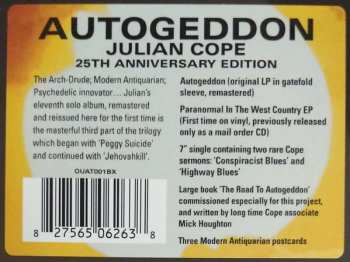 AUTOGEDDON
JULIAN COPE
25TH ANNIVERSARY EDITION
The Arch-Drude; Modern Antiquarian;
Psychedelic innovator... Julian's
eleventh solo album, remastered
and reissued here for the first time is
the masterful third part of the trilogy
which began with 'Peggy Suicide'
and continued with 'Jehovahkill'.
OUAT001BX
8 27565 06263 8
Autogeddon (original LP in gatefold
sleeve, remastered)
Paranormal In The West Country EP
(First time on vinyl, previously released
only as a mail order CD)
7" single containing two rare Cope
sermons: 'Conspiracist Blues' and
'Highway Blues'
Large book 'The Road To Autogeddon'
commissioned especially for this project,
and written by long time Cope associate
Mick Houghton
Three Modern Antiquarian postcards